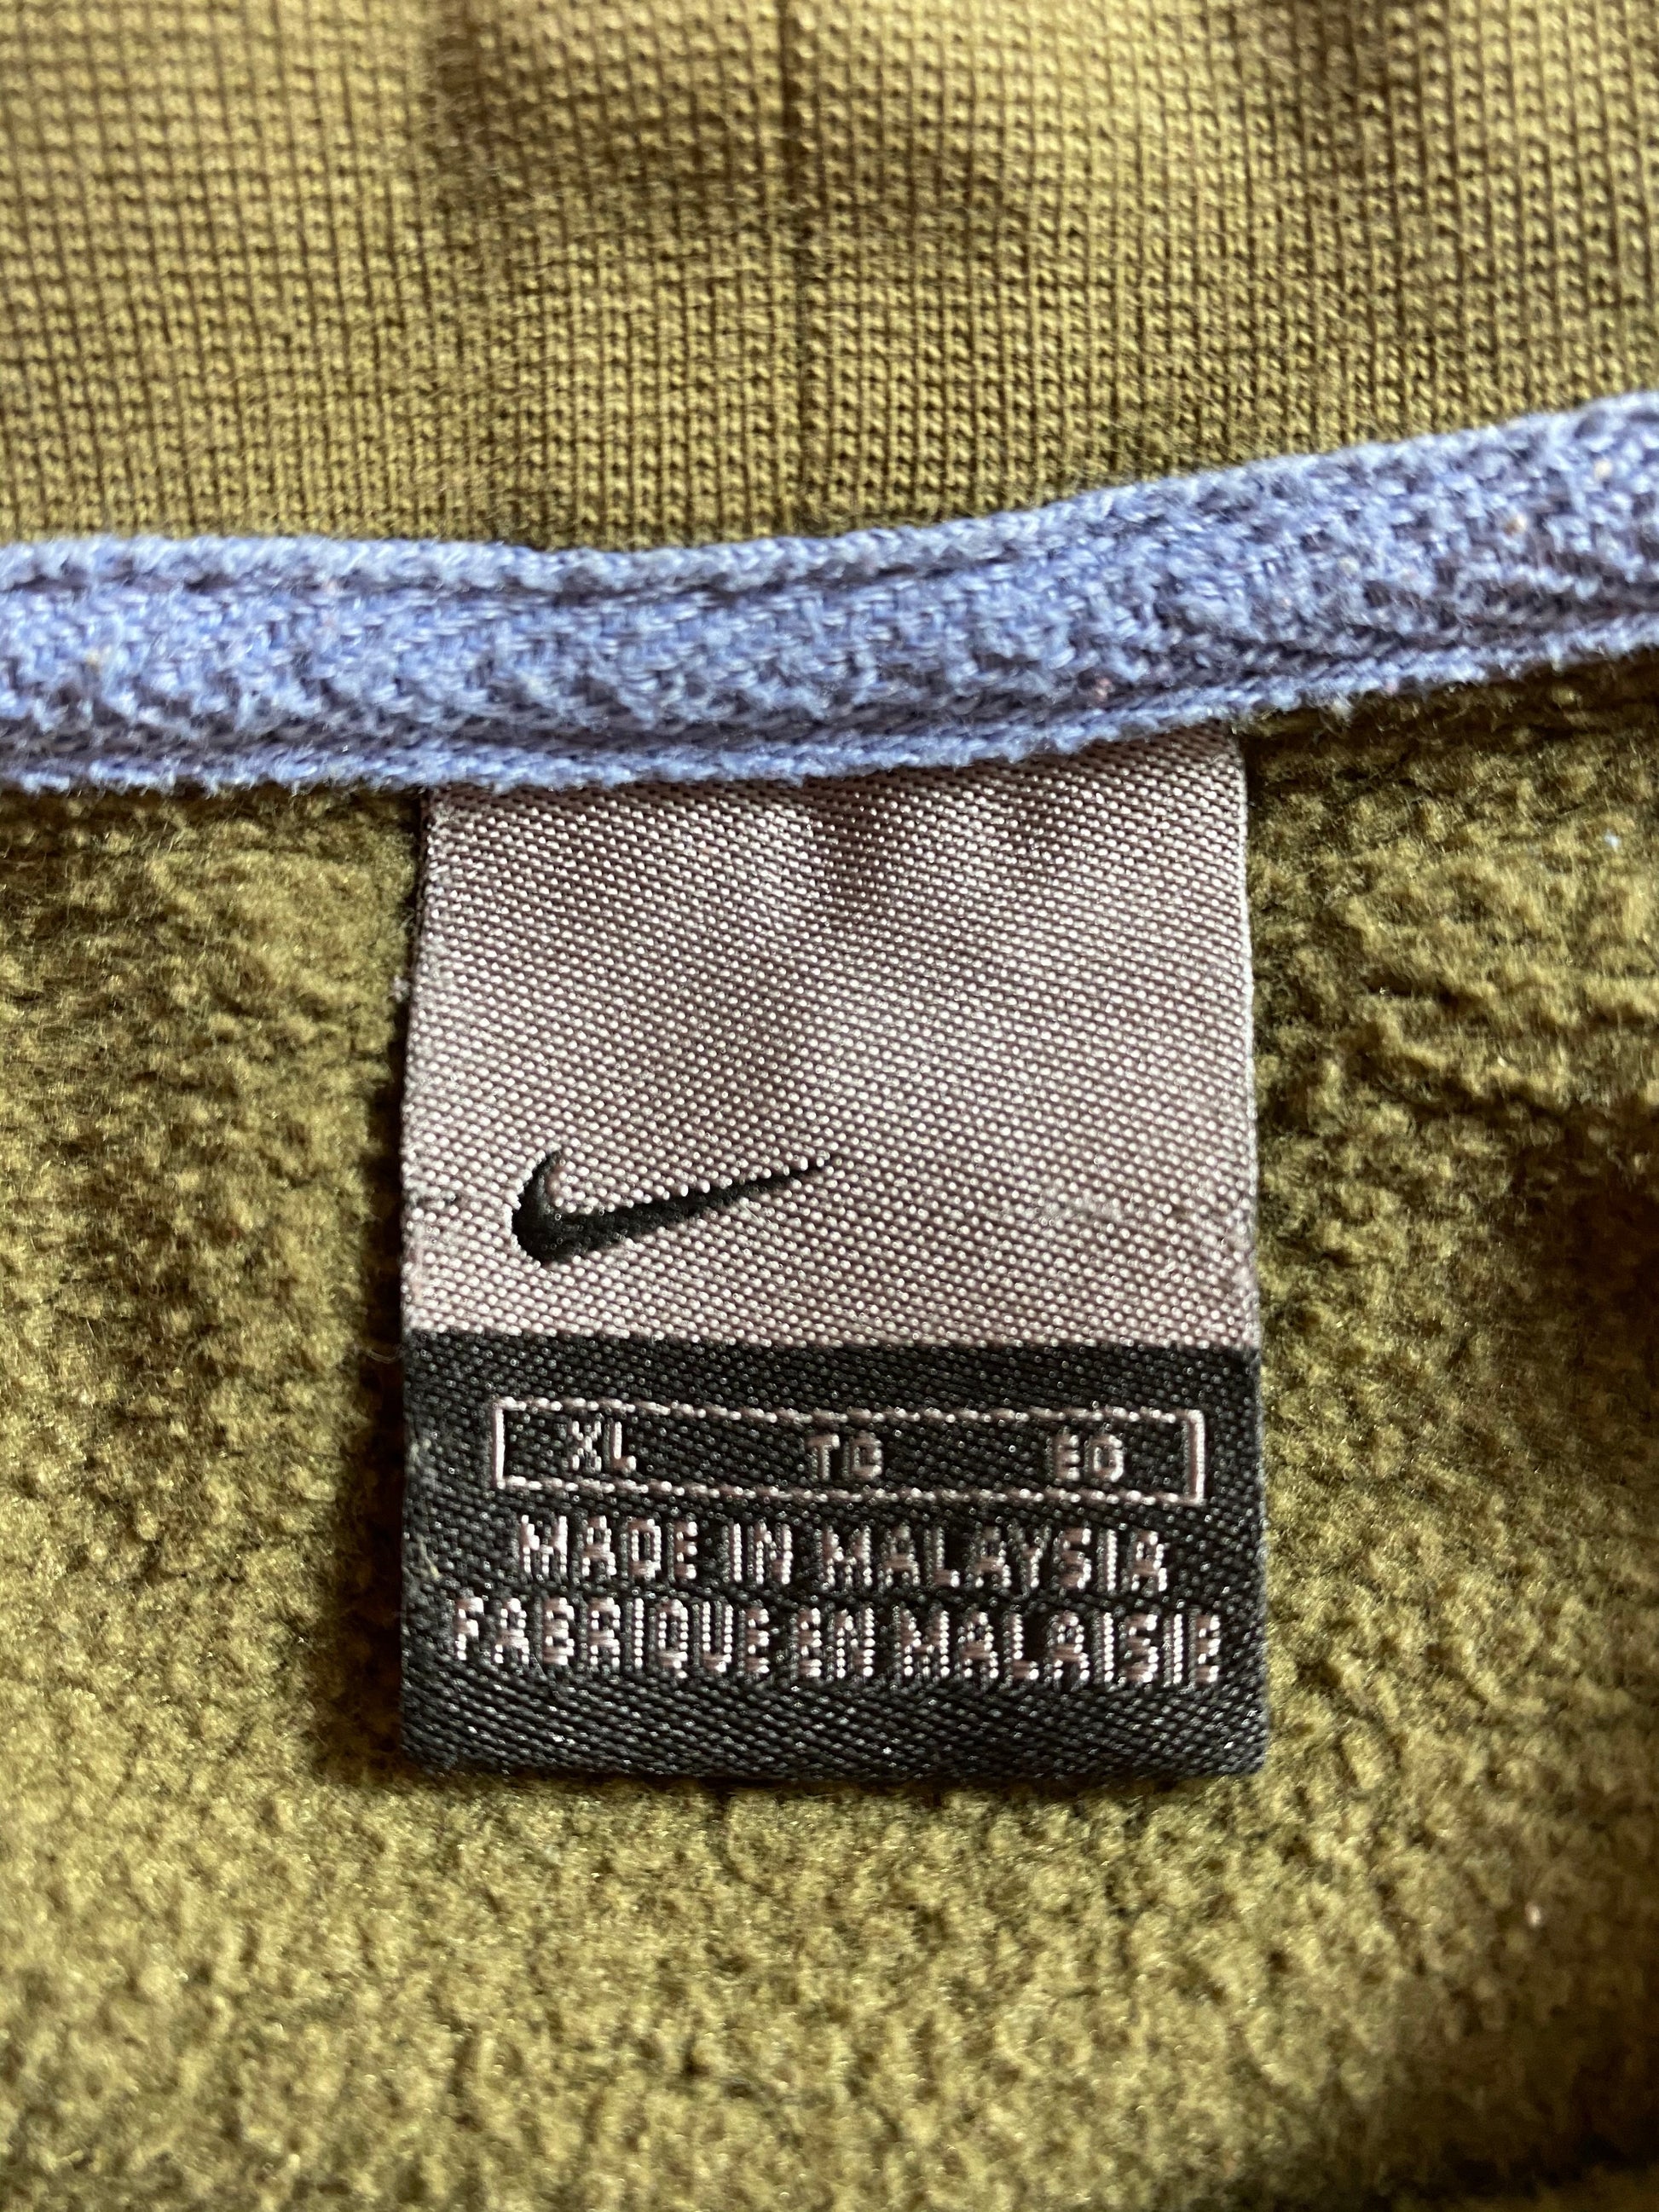 XL TG EG
MADE IN MALAYSIA
FABRIQUE EN MALAISIE